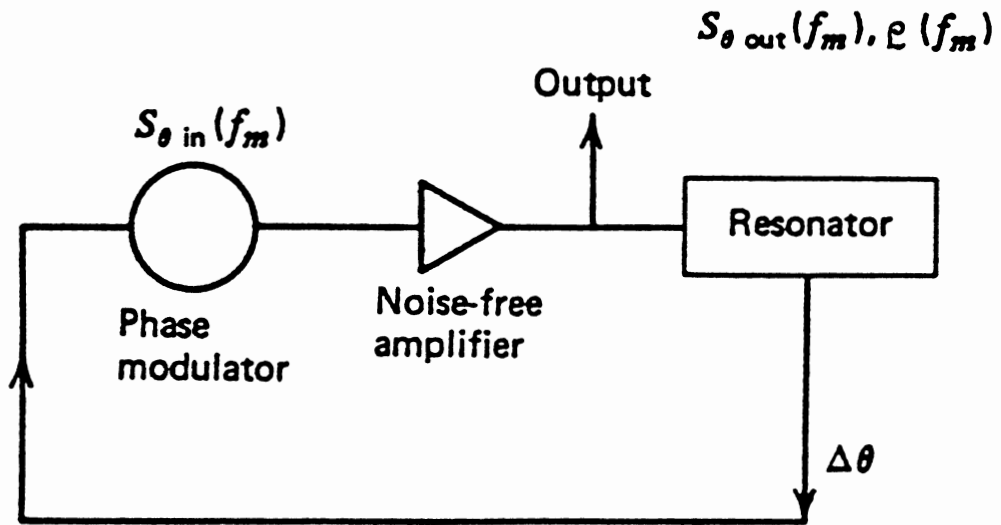 S_θ out(f_m), ℒ (f_m)
Output
S_θ in(f_m)
Resonator
Phase
modulator
Noise-free
amplifier
Δθ